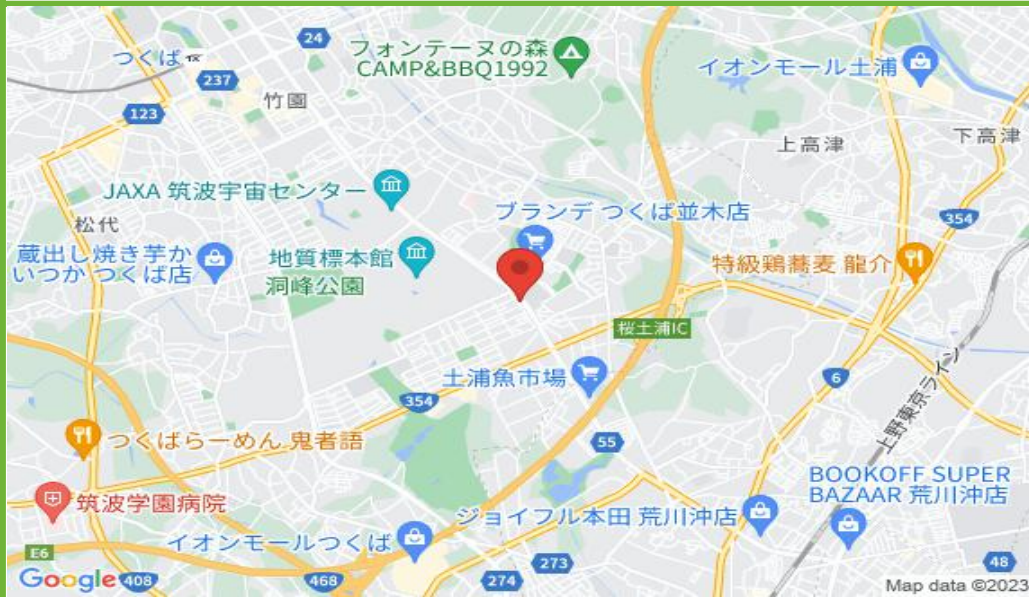 24
フォンテーヌの森
CAMP&BBQ1992
つくば
237
竹園
イオンモール土浦
123
上高津
下高津
JAXA 筑波宇宙センター
松代
ブランデ つくば並木店
354
蔵出し焼き芋か
いつか つくば店
地質標本館
洞峰公園
特級鶏蕎麦 龍介
桜土浦IC
土浦魚市場
6
354
上野東京ライン
つくばらーめん 鬼者語
55
BOOKOFF SUPER
BAZAAR 荒川沖店
筑波学園病院
ジョイフル本田 荒川沖店
イオンモールつくば
E6
273
48
Google
408
468
274
Map data ©2023